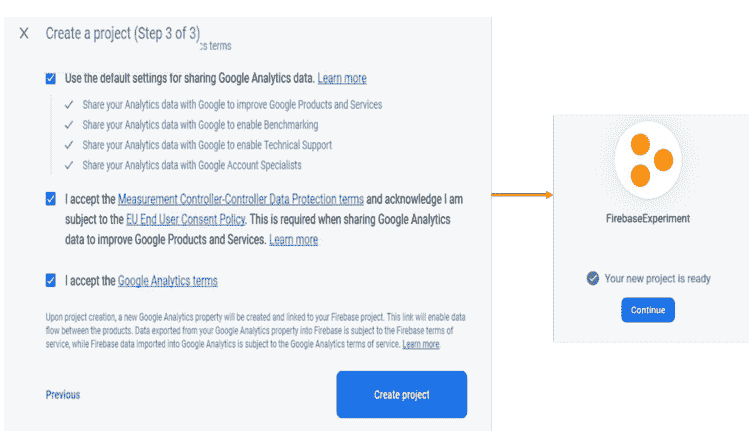 X Create a project (Step 3 of 3)
cs terms
Use the default settings for sharing Google Analytics data. Learn more
Share your Analytics data with Google to improve Google Products and Services
Share your Analytics data with Google to enable Benchmarking
Share your Analytics data with Google to enable Technical Support
Share your Analytics data with Google Account Specialists
I accept the Measurement Controller-Controller Data Protection terms and acknowledge I am
subject to the EU End User Consent Policy. This is required when sharing Google Analytics
data to improve Google Products and Services. Learn more
I accept the Google Analytics terms
Upon project creation, a new Google Analytics property will be created and linked to your Firebase project. This link will enable data
flow between the products. Data exported from your Google Analytics property into Firebase is subject to the Firebase terms of
service, while Firebase data imported into Google Analytics is subject to the Google Analytics terms of service. Learn more
Previous
Create project
FirebaseExperiment
Your new project is ready
Continue